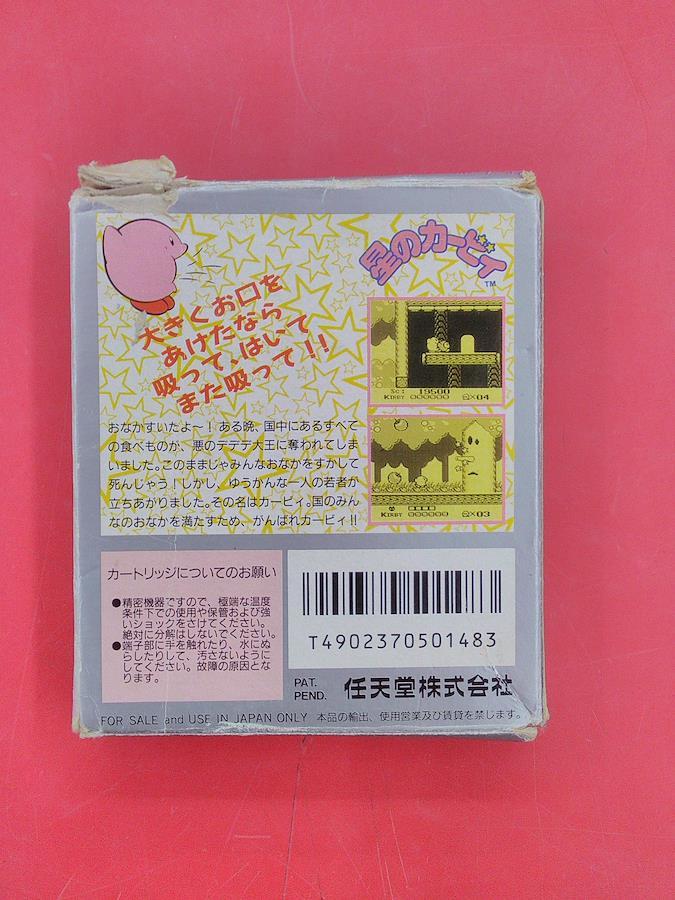 星のカービィ
TM
大きくお口を
あけたなら
吸って、はいて
また吸って!!
SC: 19500
KIRBY 000000 ×04
KIRBY 000000 ×03
おなかすいたよ〜! ある晩、国中にあるすべて
の食べものが、悪のデデデ大王に奪われてしま
いました。このままじゃみんなおなかをすかして
死んじゃう!しかし、ゆうかんな一人の若者が
立ちあがりました。その名はカービィ。国のみん
なのおなかを満たすため、がんばれカービィ!!
カートリッジについてのお願い
●精密機器ですので、極端な温度
条件下での使用や保管および強
いショックをさけてください。
絶対に分解はしないでください。
●端子部に手を触れたり、水にぬ
らしたりして、汚さないように
してください。故障の原因とな
ります。
T4902370501483
PAT.
PEND.
任天堂株式会社
FOR SALE and USE IN JAPAN ONLY 本品の輸出、使用営業及び賃貸を禁じます。